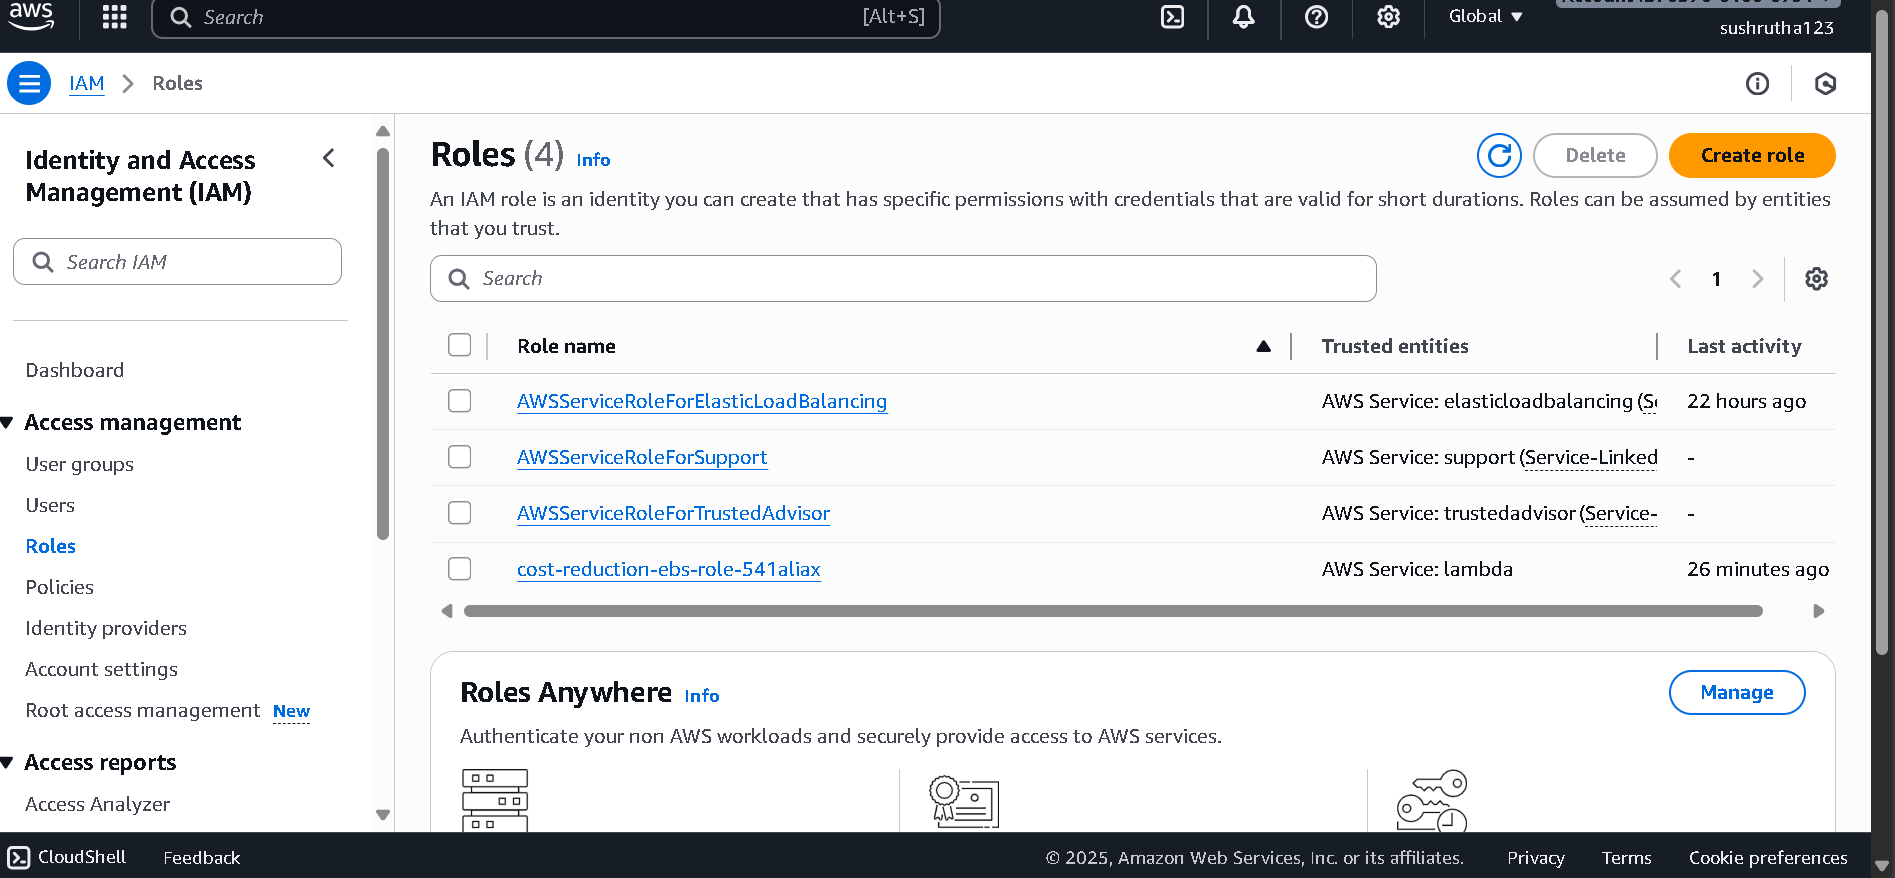 aws
Search
[Alt+S]
Global
sushrutha123
IAM
Roles
Identity and Access
Management (IAM)
Search IAM
Dashboard
Access management
User groups
Users
Roles
Policies
Identity providers
Account settings
Root access management New
Access reports
Access Analyzer
Roles (4) Info
Delete
Create role
An IAM role is an identity you can create that has specific permissions with credentials that are valid for short durations. Roles can be assumed by entities
that you trust.
Search
1
Role name Trusted entities Last activity
AWSServiceRoleForElasticLoadBalancing AWS Service: elasticloadbalancing 22 hours ago
AWSServiceRoleForSupport AWS Service: support (Service-Linked -
AWSServiceRoleForTrustedAdvisor AWS Service: trustedadvisor (Service- -
cost-reduction-ebs-role-541aliax AWS Service: lambda 26 minutes ago
Roles Anywhere Info
Manage
Authenticate your non AWS workloads and securely provide access to AWS services.
CloudShell Feedback © 2025, Amazon Web Services, Inc. or its affiliates. Privacy Terms Cookie preferences